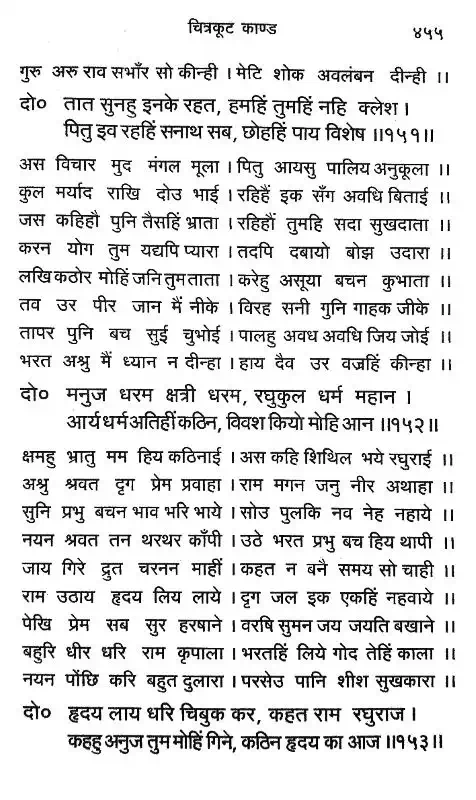 चित्रकूट काण्ड
४५५
गुरु अरु राव सभाँर सो कीन्ही । मेटि शोक अवलंबन दीन्ही ।।
दो० तात सुनहु इनके रहत, हमहिं तुमहिं नहि क्लेश ।
पितु इव रहहिं सनाथ सब, छोहहिं पाय विशेष ।।१५१।।
अस विचार मुद मंगल मूला । पितु आयसु पालिय अनुकूला ।।
कुल मर्याद राखि दोउ भाई । रहिहैं इक सँग अवधि बिताई ।।
जस कहिहौ पुनि तैसहिं भ्राता । रहिहौं तुमहि सदा सुखदाता ।।
करन योग तुम यद्यपि प्यारा । तदपि दबायो बोझ उदारा ।।
लखि कठोर मोहिं जनि तुम ताता । करेहु असूया बचन कुभाता ।।
तव उर पीर जान मैं नीके । विरह सनी गुनि गाहक जीके ।।
तापर पुनि बच सुई चुभोई । पालहु अवध अवधि जिय जोई ।।
भरत अश्रु मैं ध्यान न दीन्हा । हाय दैव उर वज्रहिं कीन्हा ।।
दो० मनुज धरम क्षत्री धरम, रघुकुल धर्म महान ।
आर्य धर्म अतिहीं कठिन, विवश कियो मोहि आन ।।१५२।।
क्षमहु भ्रातु मम हिय कठिनाई । अस कहि शिथिल भये रघुराई ।।
अश्रु श्रवत दृग प्रेम प्रवाहा । राम मगन जनु नीर अथाहा ।।
सुनि प्रभु बचन भाव भरि भाये । सोउ पुलकि नव नेह नहाये ।।
नयन श्रवत तन थरथर काँपी । उठे भरत प्रभु बच हिय थापी ।।
जाय गिरे द्रुत चरनन माहीं । कहत न बनै समय सो चाही ।।
राम उठाय हृदय लिय लाये । दृग जल इक एकहिं नहवाये ।।
पेखि प्रेम सब सुर हरषाने । वरषि सुमन जय जयति बखाने ।।
बहुरि धीर धरि राम कृपाला । भरतहिं लिये गोद तेहिं काला ।।
नयन पोंछि करि बहुत दुलारा । परसेउ पानि शीश सुखकारा ।।
दो० हृदय लाय धरि चिबुक कर, कहत राम रघुराज ।
कहहु अनुज तुम मोहिं गिने, कठिन हृदय का आज ।।१५३।।